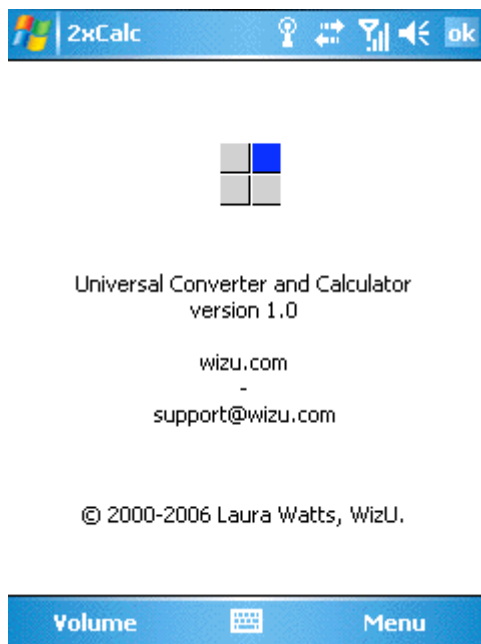 2xCalc ok
Universal Converter and Calculator
version 1.0
wizu.com
-
support@wizu.com
© 2000-2006 Laura Watts, WizU.
Volume Menu